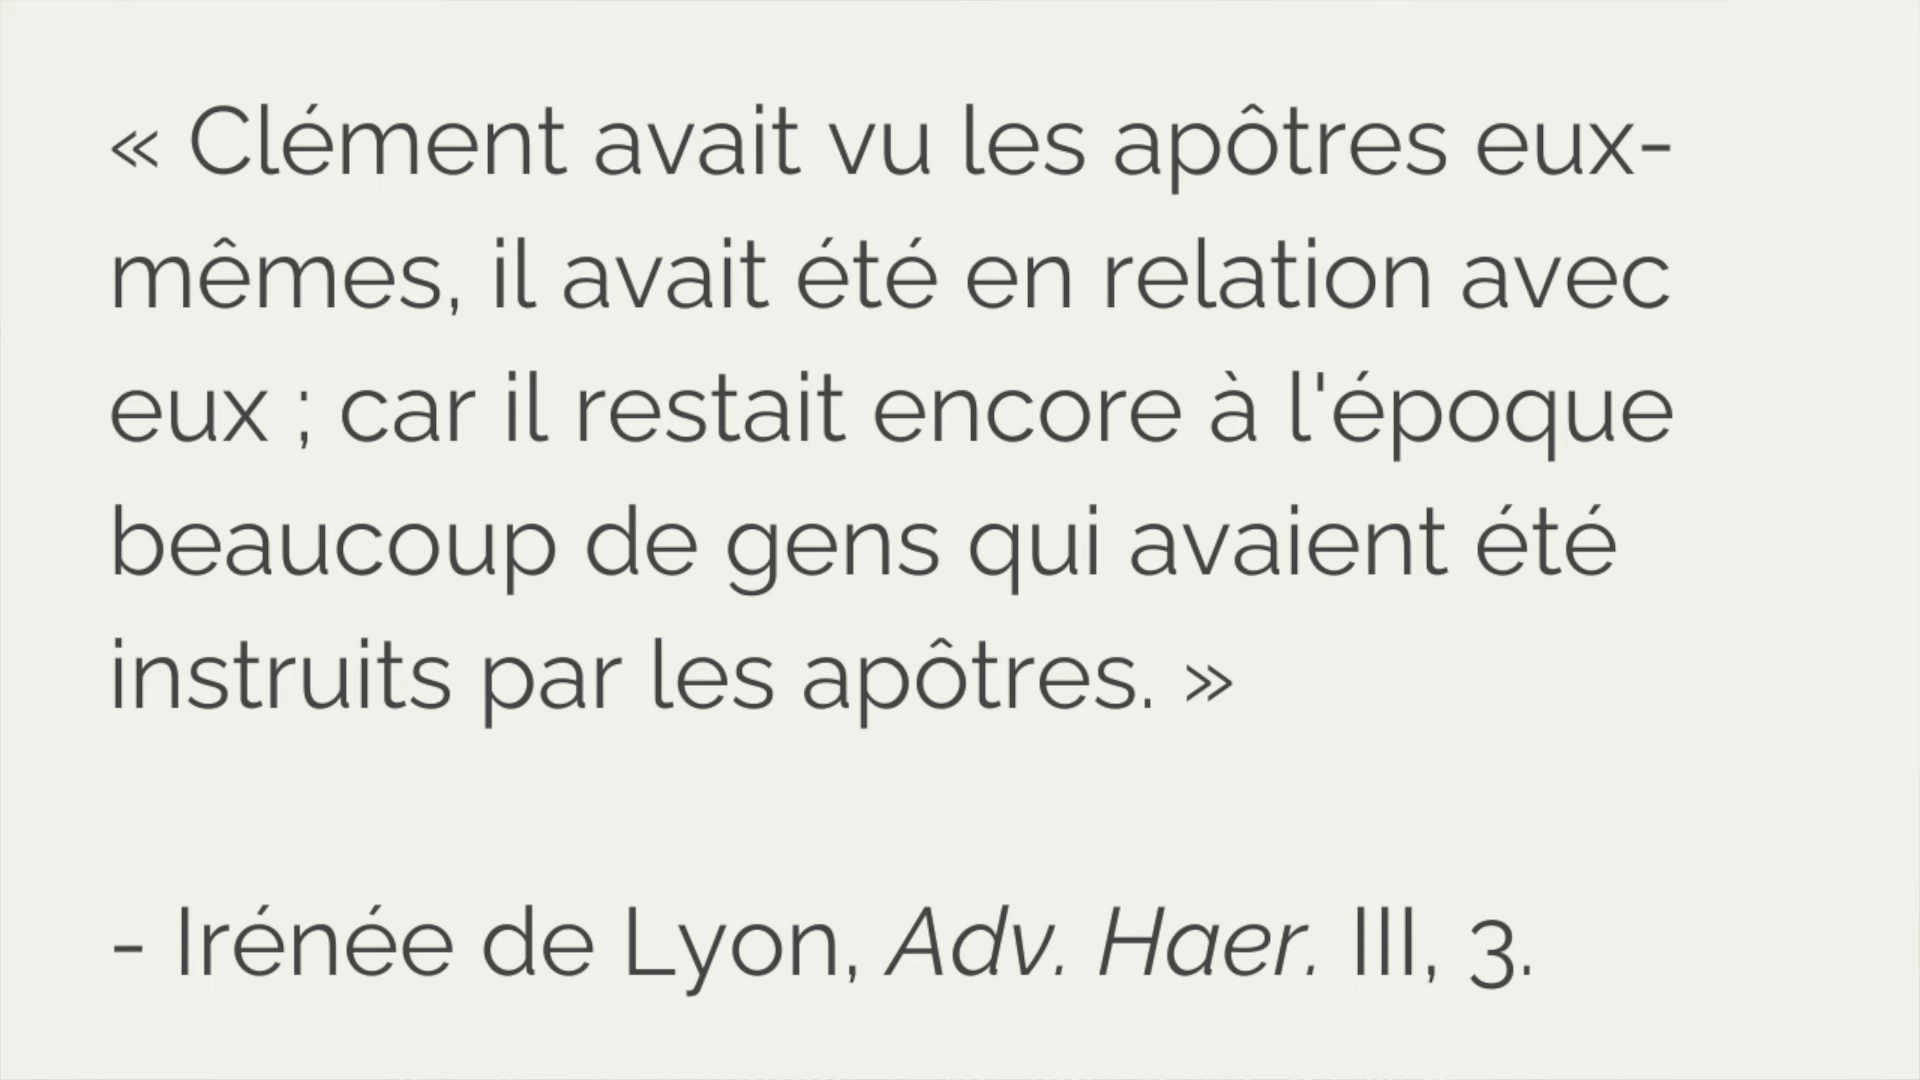 « Clément avait vu les apôtres eux-
mêmes, il avait été en relation avec
eux ; car il restait encore à l'époque
beaucoup de gens qui avaient été
instruits par les apôtres. »
- Irénée de Lyon, Adv. Haer. III, 3.